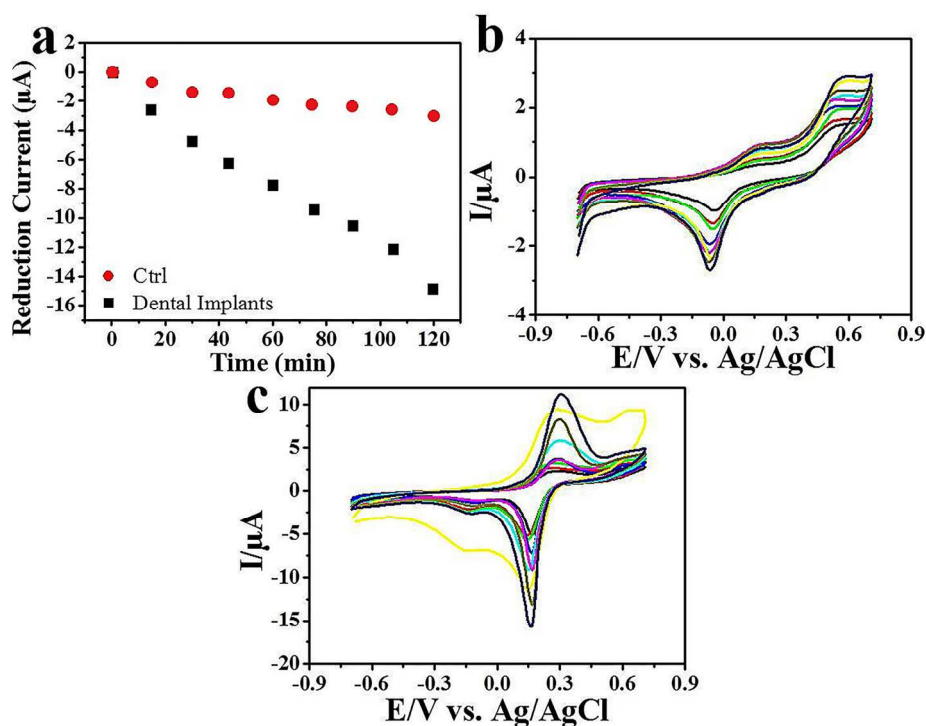 a
Reduction Current (μA)
2
0
-2
-4
-6
-8
-10
-12
-14
-16
Ctrl
Dental Implants
0 20 40 60 80 100 120
Time (min)
b
I/μA
4
2
0
-2
-4
-0.9 -0.6 -0.3 0.0 0.3 0.6 0.9
E/V vs. Ag/AgCl
c
I/μA
10
5
0
-5
-10
-15
-20
-0.9 -0.6 -0.3 0.0 0.3 0.6 0.9
E/V vs. Ag/AgCl